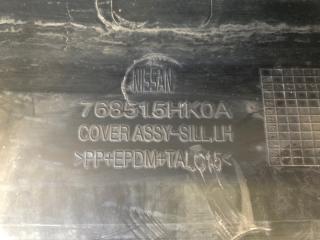 NISSAN
768515HK0A
COVER ASSY-SILL,LH
>PP+EPDM+TALC15<